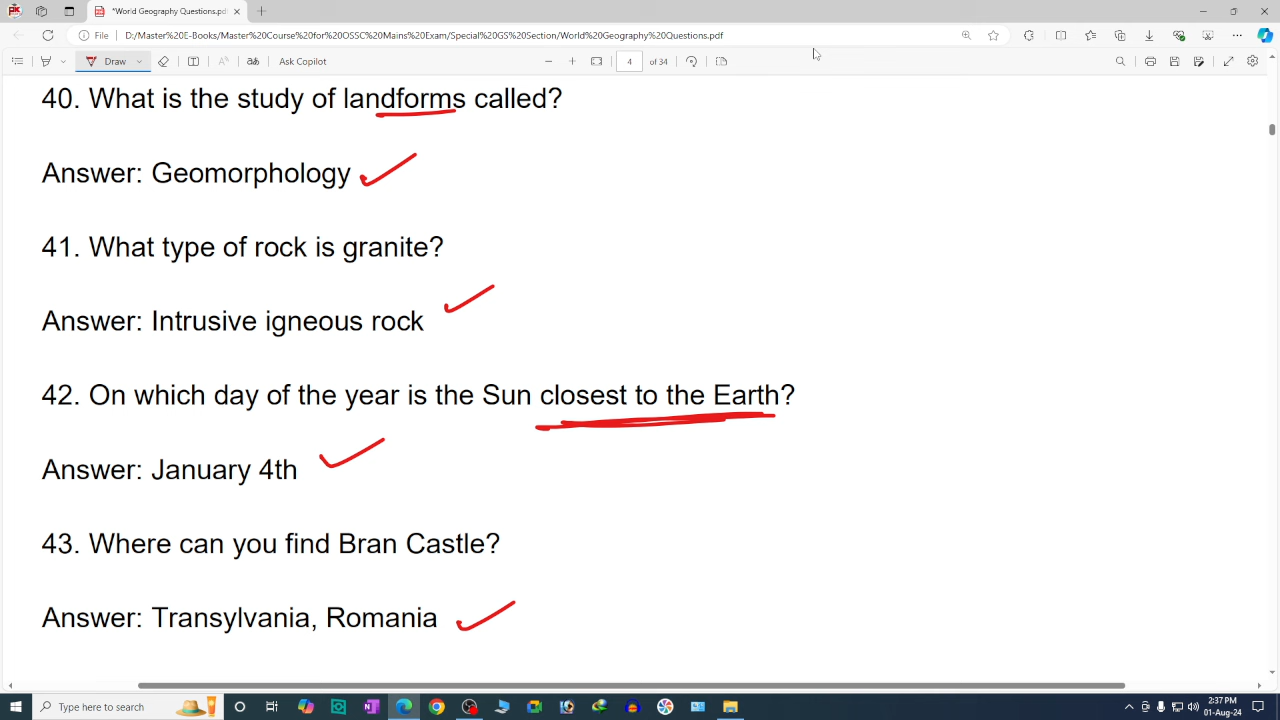 *World Geography Questions.pdf
File
D:/Master%20E-Books/Master%20Course%20for%20OSSC%20Mains%20Exam/Special%20GS%20Section/World%20Geography%20Questions.pdf
Draw
Ask Copilot
4 of 34
40. What is the study of landforms called?
Answer: Geomorphology
41. What type of rock is granite?
Answer: Intrusive igneous rock
42. On which day of the year is the Sun closest to the Earth?
Answer: January 4th
43. Where can you find Bran Castle?
Answer: Transylvania, Romania
Type here to search
2:37 PM
01-Aug-24